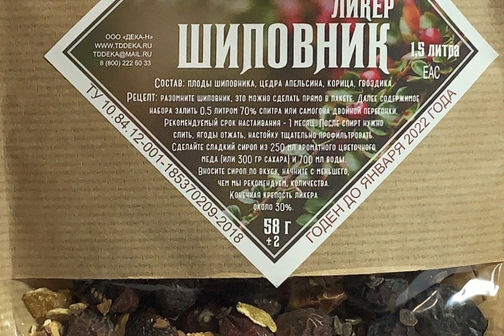 ЛИКЕР
ШИПОВНИК
ООО «ДЕКА-Н»
WWW.TDDEKA.RU
TDDEKA@MAIL.RU
8 (800) 222 60 33
1,5 литра
ЕАС
Состав: плоды шиповника, цедра апельсина, корица, гвоздика.
Рецепт: разомните шиповник, это можно сделать прямо в пакете. Далее содержимое
набора залить 0,5 литром 70% спирта или самогона двойной перегонки.
Рекомендуемый срок настаивания - 1 месяц. После спирт нужно
слить, ягоды отжать, настойку тщательно профильтровать.
Сделайте сладкий сироп из 250 мл ароматного цветочного
меда (или 300 гр сахара) и 700 мл воды.
Вносите сироп по вкусу, начните с меньшего,
чем мы рекомендуем, количества.
Конечная крепость ликера
около 30%.
58 г
±2
ТУ 10.84.12-001-185370209-2018
ГОДЕН ДО ЯНВАРЯ 2022 ГОДА